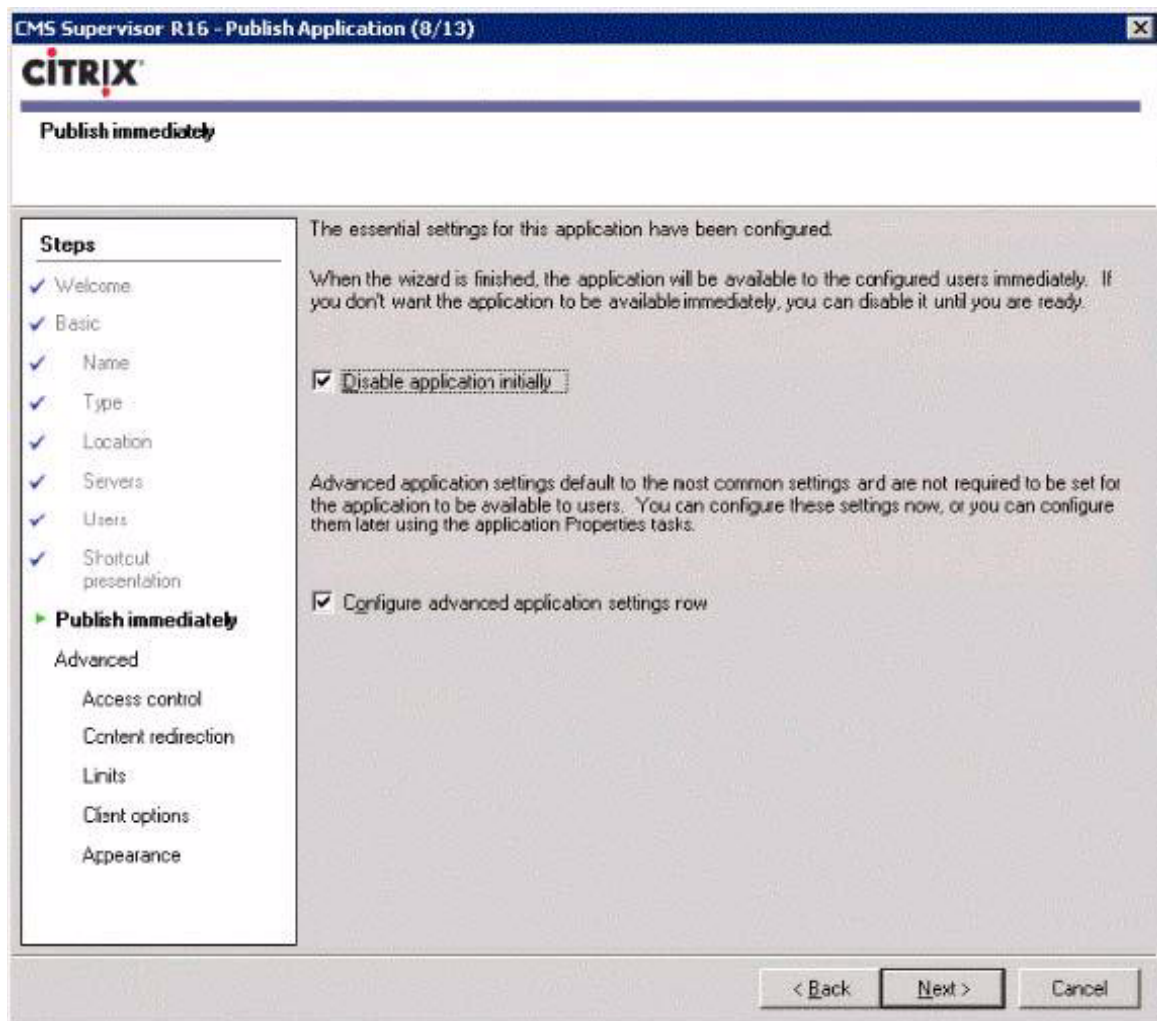 CMS Supervisor R16 - Publish Application (8/13)
CITRIX
Publish immediately
Steps
Welcome
Basic
Name
Type
Location
Servers
Users
Shortcut
presentation
Publish immediately
Advanced
Access control
Content redirection
Limits
Client options
Appearance
The essential settings for this application have been configured.
When the wizard is finished, the application will be available to the configured users immediately. If
you don't want the application to be available immediately, you can disable it until you are ready.
Disable application initially
Advanced application settings default to the most common settings and are not required to be set for
the application to be available to users. You can configure these settings now, or you can configure
them later using the application Properties tasks.
Configure advanced application settings now
< Back
Next >
Cancel